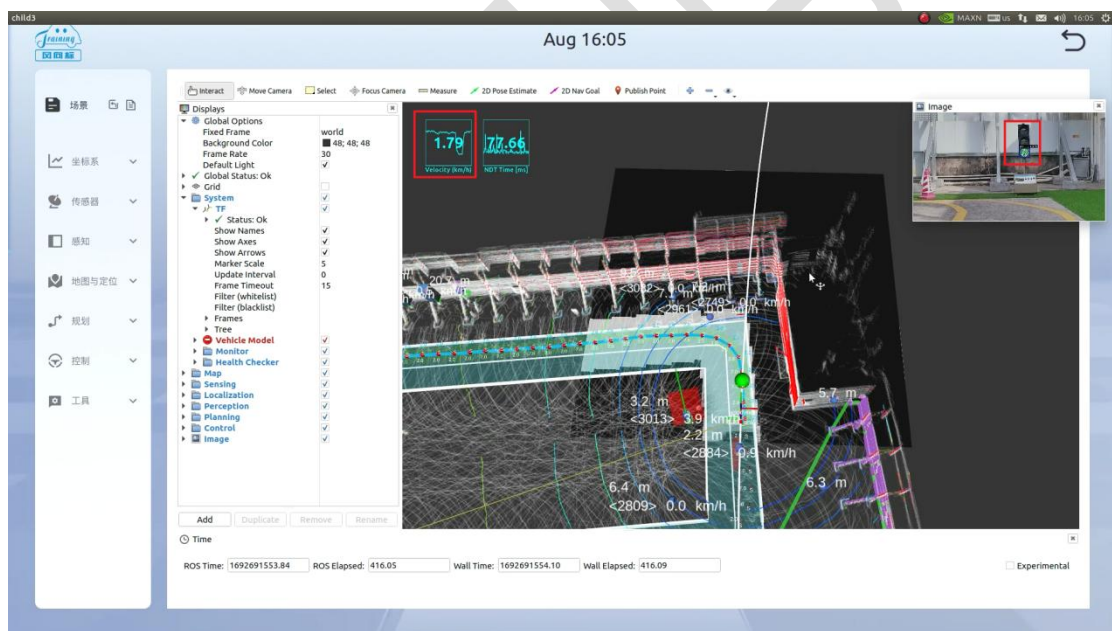 child3
MAXN
us
16:05
Training
Aug 16:05
场景
坐标系
传感器
感知
地图与定位
规划
控制
工具
Interact
Move Camera
Select
Focus Camera
Measure
2D Pose Estimate
2D Nav Goal
Publish Point
Displays
Global Options
Fixed Frame world
Background Color 48; 48; 48
Frame Rate 30
Default Light
Global Status: Ok
Grid
System
TF
Status: Ok
Show Names
Show Axes
Show Arrows
Marker Scale 5
Update Interval 0
Frame Timeout 15
Filter (whitelist)
Filter (blacklist)
Frames
Tree
Vehicle Model
Monitor
Health Checker
Map
Sensing
Localization
Perception
Planning
Control
Image
Add
Duplicate
Remove
Rename
1.79
Velocity (km/h)
77.66
NDT Time [ms]
Image
3.2 m
<3013> 3.9 km/h
2.2 m
<2884> 0.9 km/h
6.4 m
<2809> 0.0 km/h
5.7 m
6.3 m
Time
ROS Time: 1692691553.84
ROS Elapsed: 416.05
Wall Time: 1692691554.10
Wall Elapsed: 416.09
Experimental